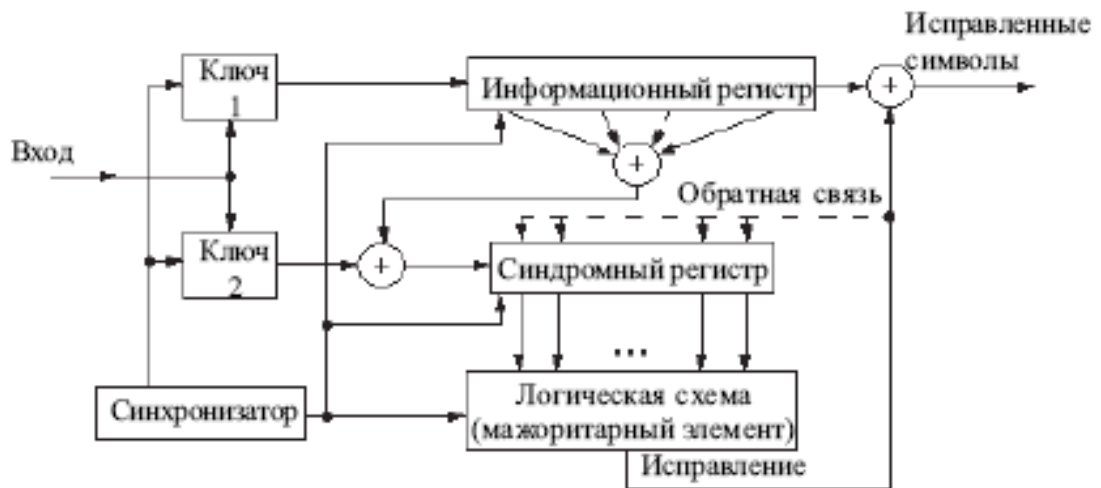 Исправленные
символы
Ключ
1
Информационный регистр
+
Вход
+
Обратная связь
Ключ
2
+
Синдромный регистр
...
Синхронизатор
Логическая схема
(мажоритарный элемент)
Исправление